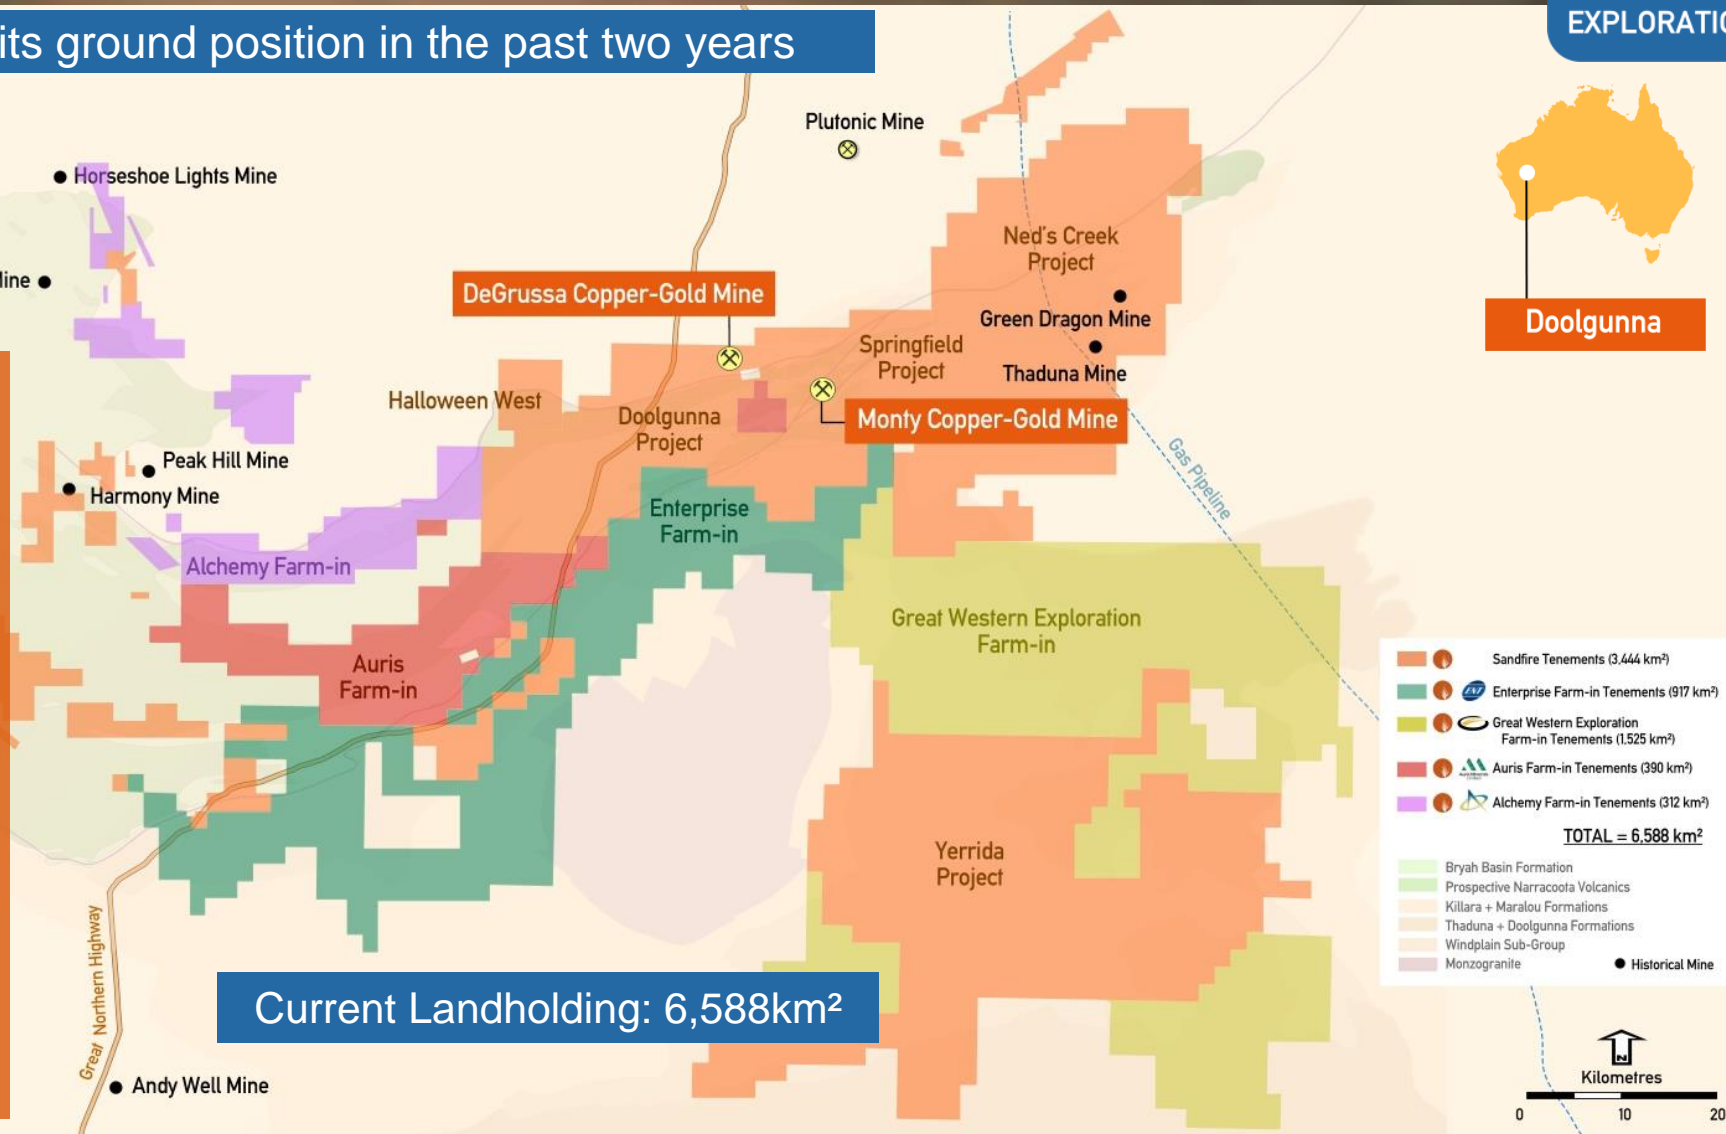 its ground position in the past two years
Plutonic Mine
Horseshoe Lights Mine
Ned's Creek
Project
DeGrussa Copper-Gold Mine
Green Dragon Mine
Springfield
Project
Thaduna Mine
Halloween West
Doolgunna
Project
Monty Copper-Gold Mine
Doolgunna
Peak Hill Mine
Harmony Mine
Gas Pipeline
Enterprise
Farm-in
Alchemy Farm-in
Great Western Exploration
Farm-in
Auris
Farm-in
Yerrida
Project
Great Northern Highway
Andy Well Mine
Current Landholding: 6,588km²
Sandfire Tenements (3,444 km²)
ENT
Enterprise Farm-in Tenements (917 km²)
Great Western Exploration
Farm-in Tenements (1,525 km²)
Auris Farm-in Tenements (390 km²)
Alchemy Farm-in Tenements (312 km²)
TOTAL = 6,588 km²
Bryah Basin Formation
Prospective Narracoota Volcanics
Killara + Maralou Formations
Thaduna + Doolgunna Formations
Windplain Sub-Group
Monzogranite
Historical Mine
N
Kilometres
0 10 20